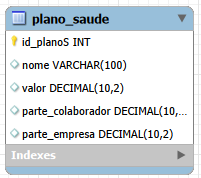 plano_saude
id_planoS INT
nome VARCHAR(100)
valor DECIMAL(10,2)
parte_colaborador DECIMAL(10,...
parte_empresa DECIMAL(10,2)
Indexes